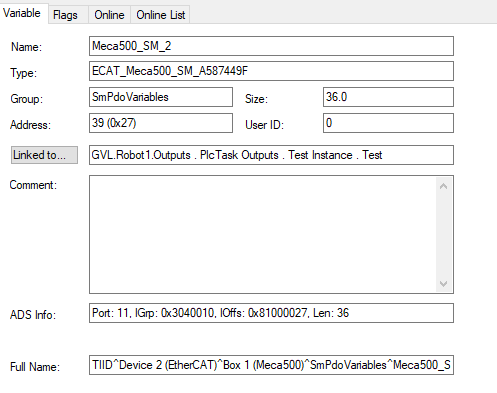 Variable Flags Online Online List
Name: Meca500_SM_2
Type: ECAT_Meca500_SM_A587449F
Group: SmPdoVariables Size: 36.0
Address: 39 (0x27) User ID: 0
Linked to... GVL.Robot1.Outputs . PlcTask Outputs . Test Instance . Test
Comment:
ADS Info: Port: 11, IGrp: 0x3040010, IOffs: 0x81000027, Len: 36
Full Name: TIID^Device 2 (EtherCAT)^Box 1 (Meca500)^SmPdoVariables^Meca500_S